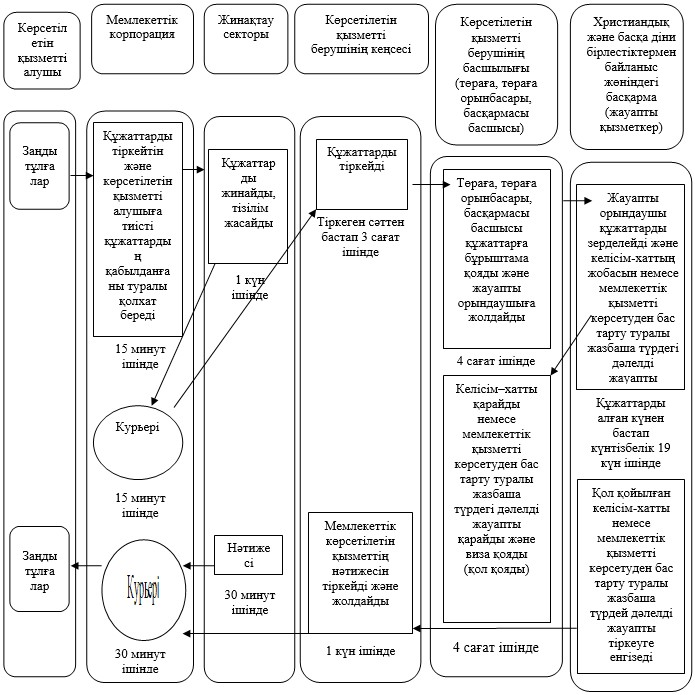 Көрсетіл
етін
қызметті
алушы
Мемлекеттік
корпорация
Жинақтау
секторы
Көрсетілетін
қызметті
берушінің кеңсесі
Көрсетілетін
қызметті
берушінің
басшылығы
(төраға, төраға
орынбасары,
басқармасы
басшысы)
Христиандық
және басқа діни
бірлестіктермен
байланыс
жөніндегі
басқарма
(жауапты
қызметкер)
Заңды
тұлға
лар
Құжаттарды
тіркейтін
және
көрсетілетін
қызметті
алушыға
тиісті
құжаттарды
ң
қабылданға
ны туралы
қолхат
береді
15 минут
ішінде
Курьері
15 минут
ішінде
Құжаттар
ды
жинайды,
тізілім
жасайды
1 күн
ішінде
Құжаттарды
тіркейді
Тіркеген сәттен
бастап 3 сағат
ішінде
Төраға, төраға
орынбасары,
басқармасы
басшысы
құжаттарға
бұрыштама
қояды және
жауапты
орындаушыға
жолдайды
4 сағат ішінде
Жауапты
орындаушы
құжаттарды
зерделейді және
келісім-хаттың
жобасын немесе
мемлекеттік
қызметті
көрсетуден бас
тарту туралы
жазбаша түрдегі
дәлелді
жауапты
Құжаттарды
алған күнен
бастап
күнтізбелік 19
күн ішінде
Келісім–хатты
қарайды
немесе
мемлекеттік
қызметті
көрсетуден бас
тарту туралы
жазбаша
түрдегі дәлелді
жауапты
қарайды және
виза қояды
(қол қояды)
4 сағат ішінде
Қол қойылған
келісім-хатты
немесе
мемлекеттік
қызметті
көрсетуден бас
тарту туралы
жазбаша
түрдей дәлелді
жауапты
тіркеуге
енгізеді
Мемлекеттік
көрсетілетін
қызметтің
нәтижесін
тіркейді және
жолдайды
1 күн ішінде
Нәтиже
сі
30 минут
ішінде
Курьері
30 минут
ішінде
Заңды
тұлға
лар